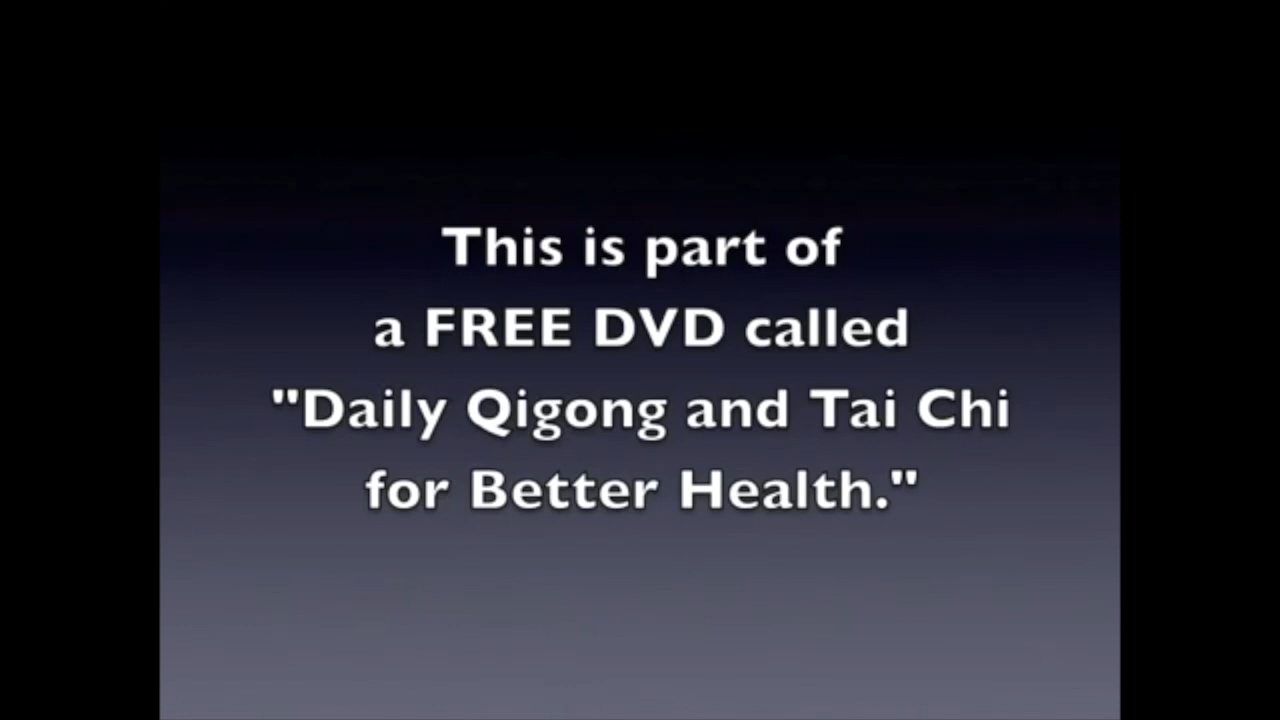 This is part of
a FREE DVD called
"Daily Qigong and Tai Chi
for Better Health."